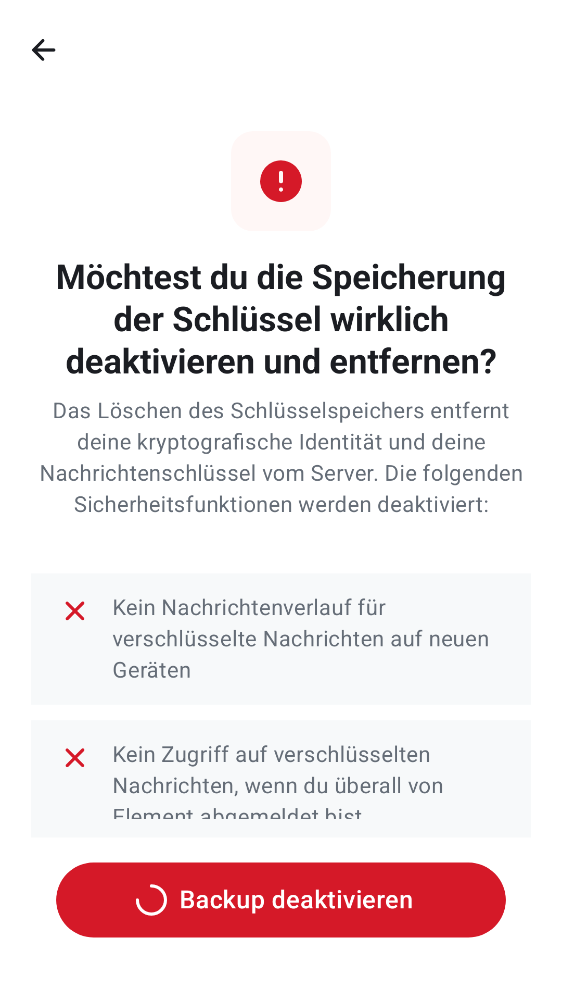 Möchtest du die Speicherung
der Schlüssel wirklich
deaktivieren und entfernen?
Das Löschen des Schlüsselspeichers entfernt
deine kryptografische Identität und deine
Nachrichtenschlüssel vom Server. Die folgenden
Sicherheitsfunktionen werden deaktiviert:
Kein Nachrichtenverlauf für
verschlüsselte Nachrichten auf neuen
Geräten
Kein Zugriff auf verschlüsselten
Nachrichten, wenn du überall von
Element abgemeldet bist
Backup deaktivieren